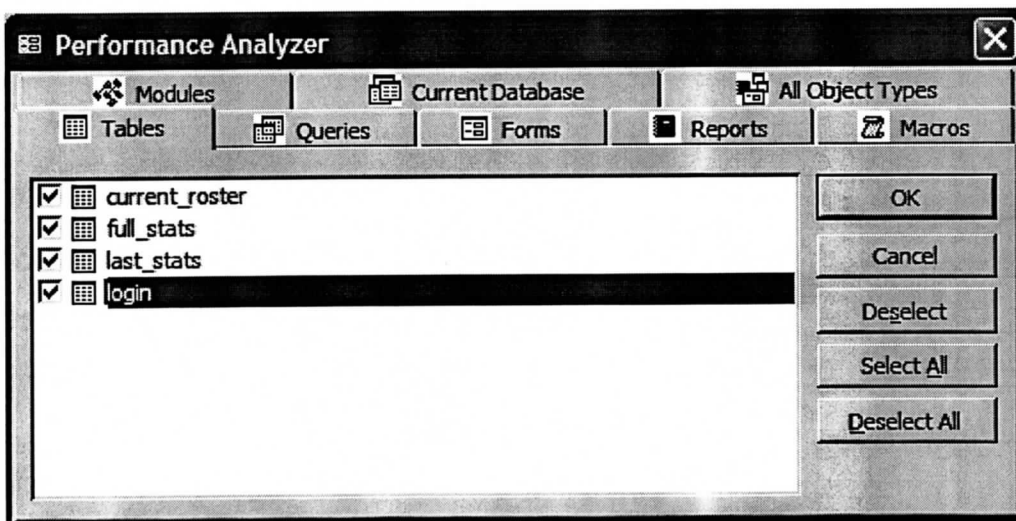 Performance Analyzer
Modules Current Database All Object Types
Tables Queries Forms Reports Macros
current_roster
full_stats
last_stats
login
OK
Cancel
Deselect
Select All
Deselect All